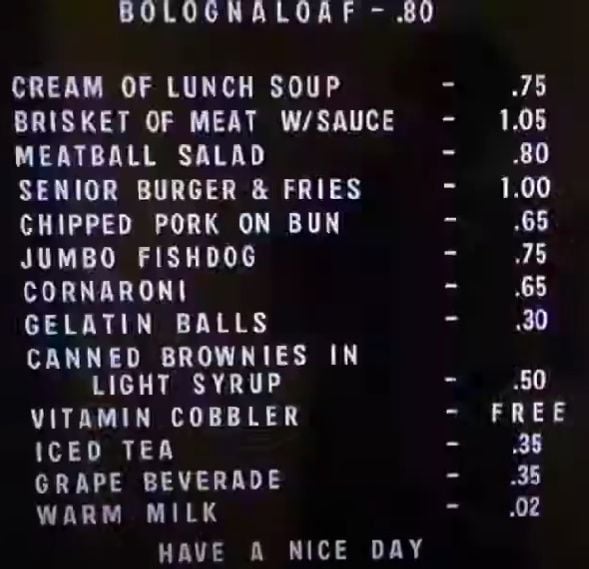 BOLOGNALOAF - .80
CREAM OF LUNCH SOUP - .75
BRISKET OF MEAT W/SAUCE - 1.05
MEATBALL SALAD - .80
SENIOR BURGER & FRIES - 1.00
CHIPPED PORK ON BUN - .65
JUMBO FISHDOG - .75
CORNARONI - .65
GELATIN BALLS - .30
CANNED BROWNIES IN
LIGHT SYRUP - .50
VITAMIN COBBLER - FREE
ICED TEA - .35
GRAPE BEVERADE - .35
WARM MILK - .02
HAVE A NICE DAY